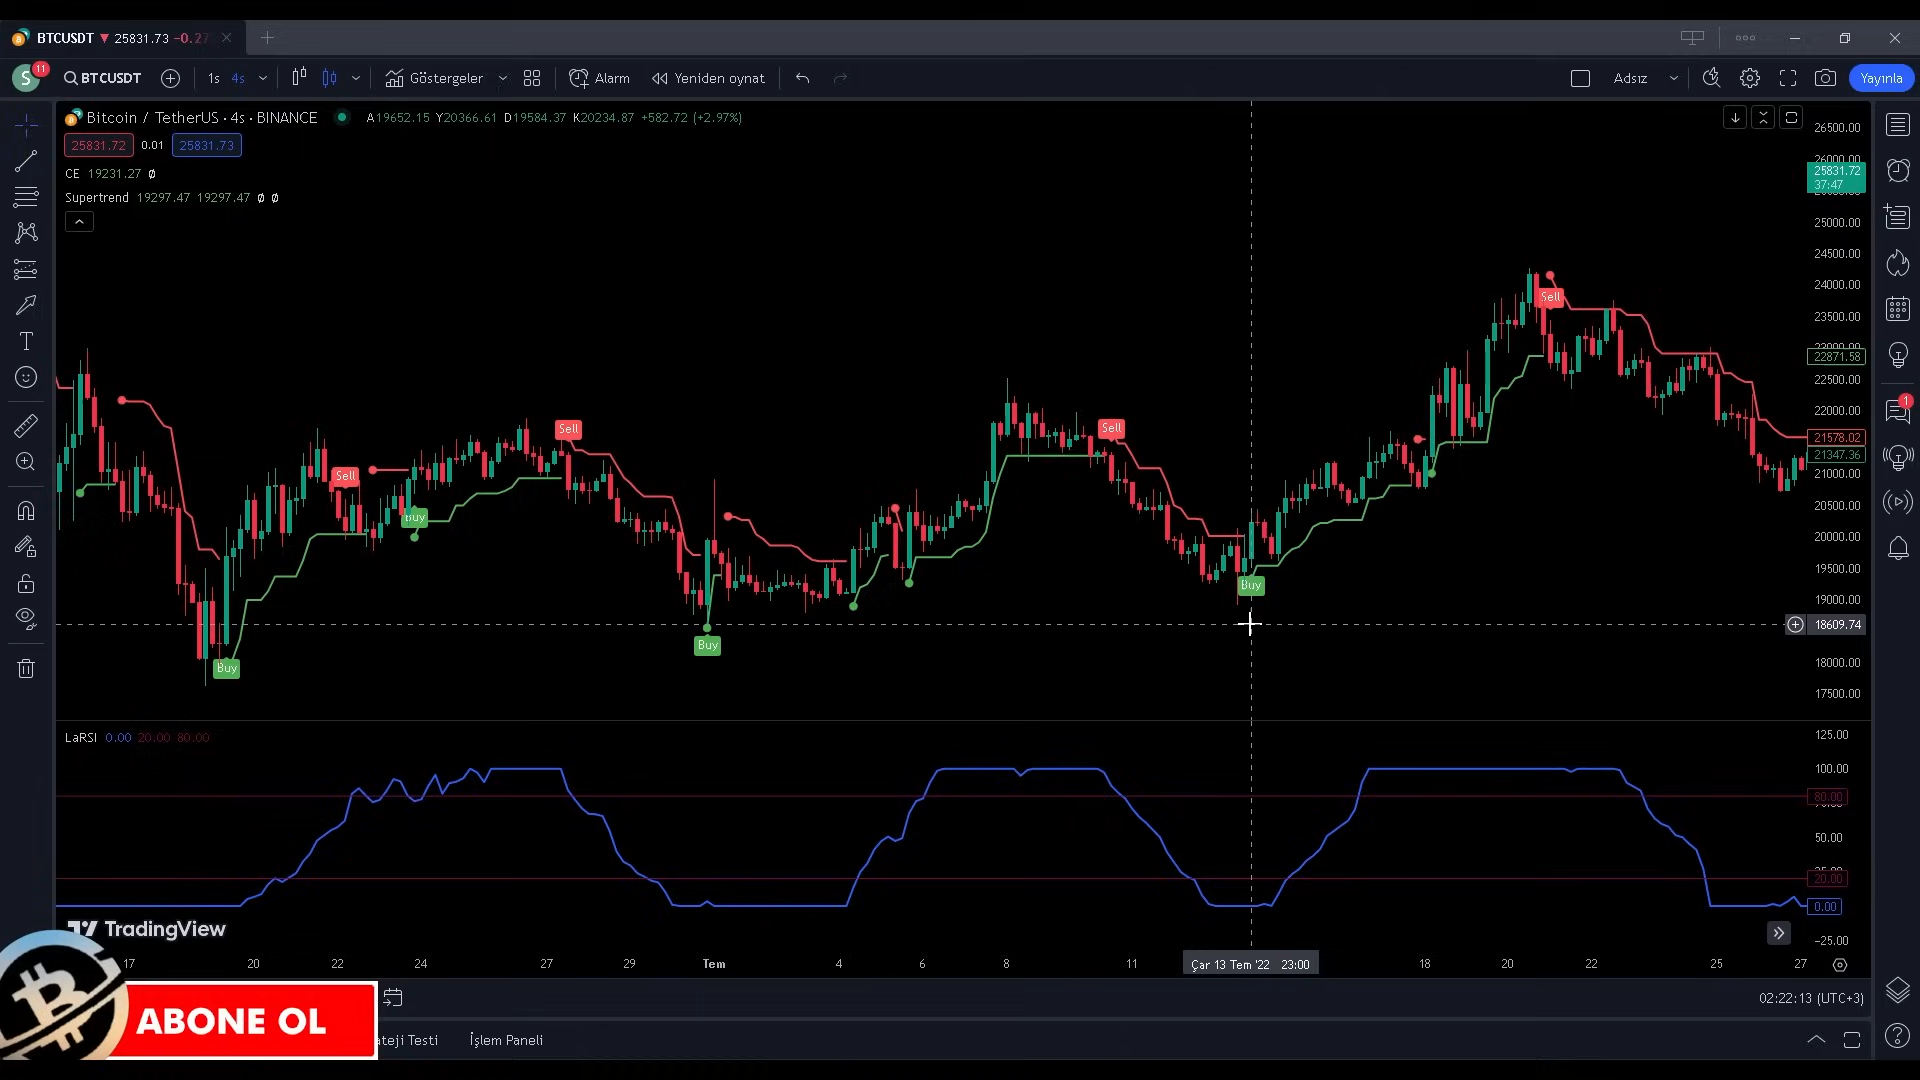 BTCUSDT ▼ 25831.73 −0.27
S 11 BTCUSDT 1s 4s Göstergeler Alarm Yeniden oynat Adsız Yayınla
Bitcoin / TetherUS · 4s · BINANCE A19652.15 Y20366.61 D19584.37 K20234.87 +582.72 (+2.97%)
25831.72 0.01 25831.73
CE 19231.27 Ø
Supertrend 19297.47 19297.47 Ø Ø
26500.00
26000.00
25831.72
37:47
25000.00
24500.00
24000.00
Sell
23500.00
23000.00
22871.58
22500.00
22000.00
Sell
Sell
21578.02
21347.36
Sell
21000.00
20500.00
Buy
20000.00
19500.00
Buy
19000.00
18609.74
Buy
Buy
18000.00
17500.00
1
LaRSI 0.00 20.00 80.00
125.00
100.00
80.00
50.00
20.00
0.00
−25.00
TradingView
17 20 22 24 27 29 Tem 4 6 8 11 Çar 13 Tem '22 23:00 18 20 22 25 27
02:22:13 (UTC+3)
ABONE OL
ateji Testi İşlem Paneli